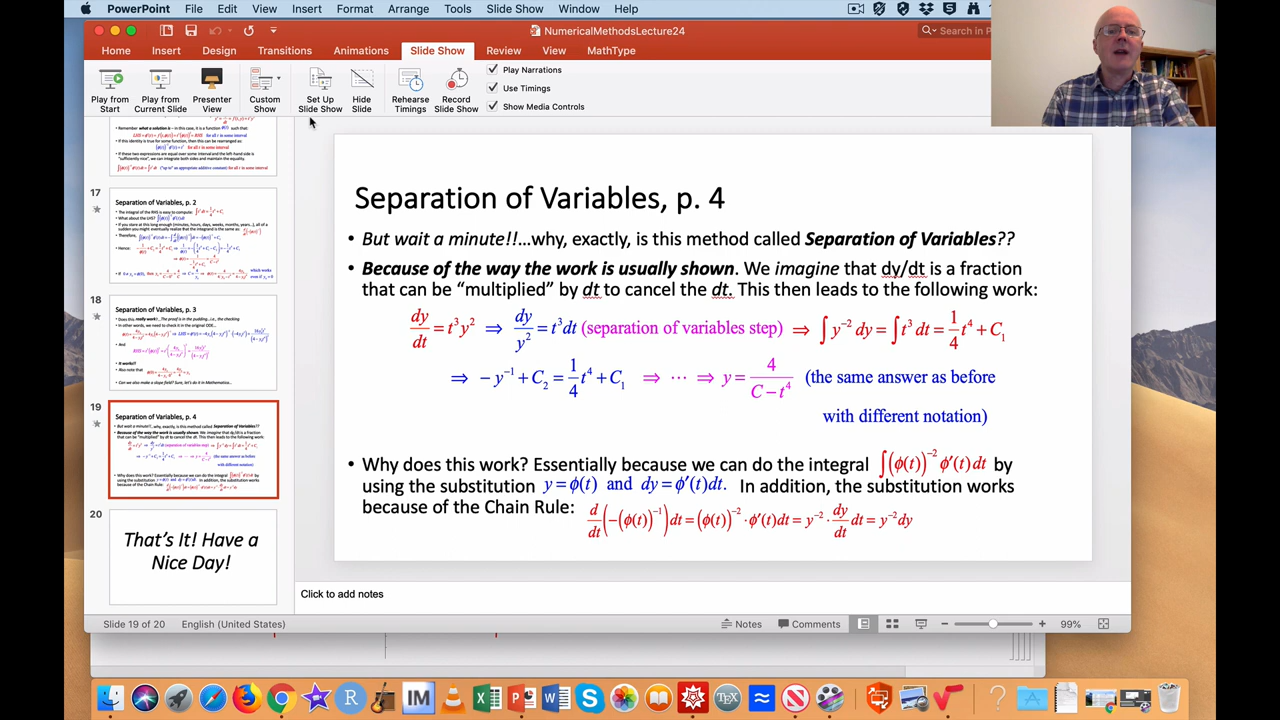 PowerPoint File Edit View Insert Format Arrange Tools Slide Show Window Help
NumericalMethodsLecture24
Search in P
Home Insert Design Transitions Animations Slide Show Review View MathType
Play from Start
Play from Current Slide
Presenter View
Custom Show
Set Up Slide Show
Hide Slide
Rehearse Timings
Record Slide Show
Play Narrations
Use Timings
Show Media Controls
17
Separation of Variables, p. 2
18
Separation of Variables, p. 3
19
Separation of Variables, p. 4
20
That's It! Have a
Nice Day!
Separation of Variables, p. 4
• But wait a minute!!...why, exactly, is this method called Separation of Variables??
• Because of the way the work is usually shown. We imagine that dy/dt is a fraction
that can be “multiplied” by dt to cancel the dt. This then leads to the following work:
dy/dt = t³y² ⇒ dy/y² = t³dt (separation of variables step) ⇒ ∫ y⁻² dy = ∫ t³ dt = 1/4 t⁴ + C₁
⇒ −y⁻¹ + C₂ = 1/4 t⁴ + C₁ ⇒ ⋯ ⇒ y = 4/(C − t⁴) (the same answer as before
with different notation)
• Why does this work? Essentially because we can do the integral ∫(ϕ(t))⁻² ϕ′(t)dt by
using the substitution y = ϕ(t) and dy = ϕ′(t)dt. In addition, the substitution works
because of the Chain Rule: d/dt(−(ϕ(t))⁻¹)dt = (ϕ(t))⁻² · ϕ′(t)dt = y⁻² · dy/dt dt = y⁻²dy
Click to add notes
Slide 19 of 20 English (United States) Notes Comments 99%